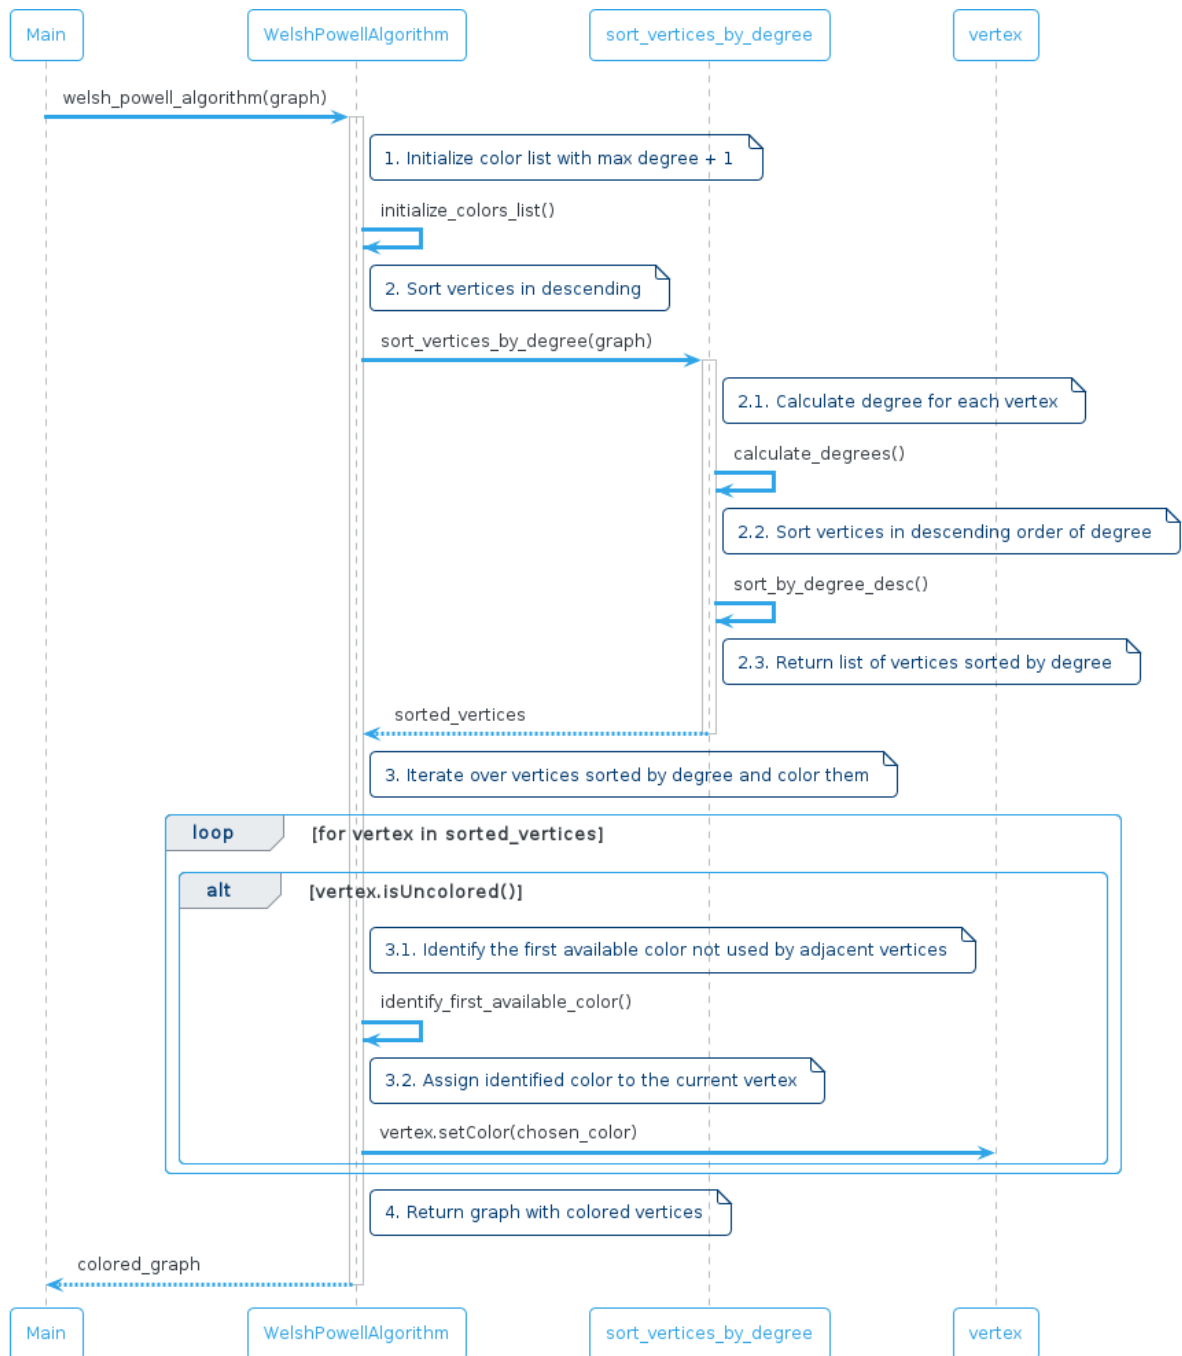 Main
WelshPowellAlgorithm
sort_vertices_by_degree
vertex
welsh_powell_algorithm(graph)
1. Initialize color list with max degree + 1
initialize_colors_list()
2. Sort vertices in descending
sort_vertices_by_degree(graph)
2.1. Calculate degree for each vertex
calculate_degrees()
2.2. Sort vertices in descending order of degree
sort_by_degree_desc()
2.3. Return list of vertices sorted by degree
sorted_vertices
3. Iterate over vertices sorted by degree and color them
loop
[for vertex in sorted_vertices]
alt
[vertex.isUncolored()]
3.1. Identify the first available color not used by adjacent vertices
identify_first_available_color()
3.2. Assign identified color to the current vertex
vertex.setColor(chosen_color)
4. Return graph with colored vertices
colored_graph
Main
WelshPowellAlgorithm
sort_vertices_by_degree
vertex